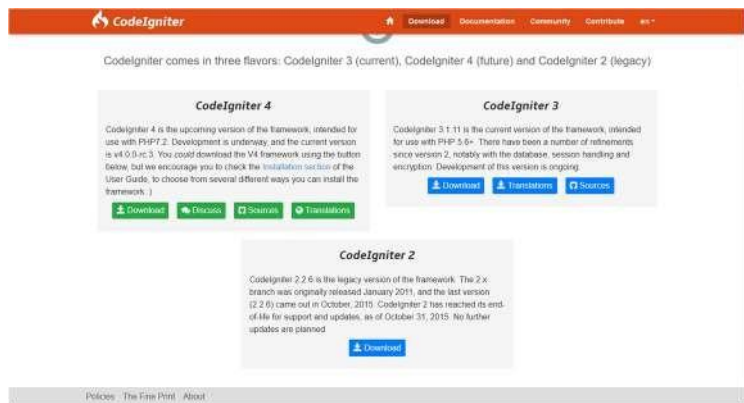 CodeIgniter
Download Documentation Community Contribute en
CodeIgniter comes in three flavors: CodeIgniter 3 (current), CodeIgniter 4 (future) and CodeIgniter 2 (legacy)
CodeIgniter 4
CodeIgniter 4 is the upcoming version of the framework, intended for
use with PHP7.2. Development is underway, and the current version
is v4.0.0-rc.3. You could download the V4 framework using the button
below, but we encourage you to check the Installation section of the
User Guide, to choose from several different ways you can install the
framework :)
Download Discuss Sources Translations
CodeIgniter 3
CodeIgniter 3.1.11 is the current version of the framework, intended
for use with PHP 5.6+. There have been a number of refinements
since version 2, notably with the database, session handling and
encryption. Development of this version is ongoing.
Download Translations Sources
CodeIgniter 2
CodeIgniter 2.2.6 is the legacy version of the framework. The 2.x
branch was originally released January 2011, and the last version
(2.2.6) came out in October, 2015. CodeIgniter 2 has reached its end-
of-life for support and updates, as of October 31, 2015. No further
updates are planned.
Download
Policies The Fine Print About